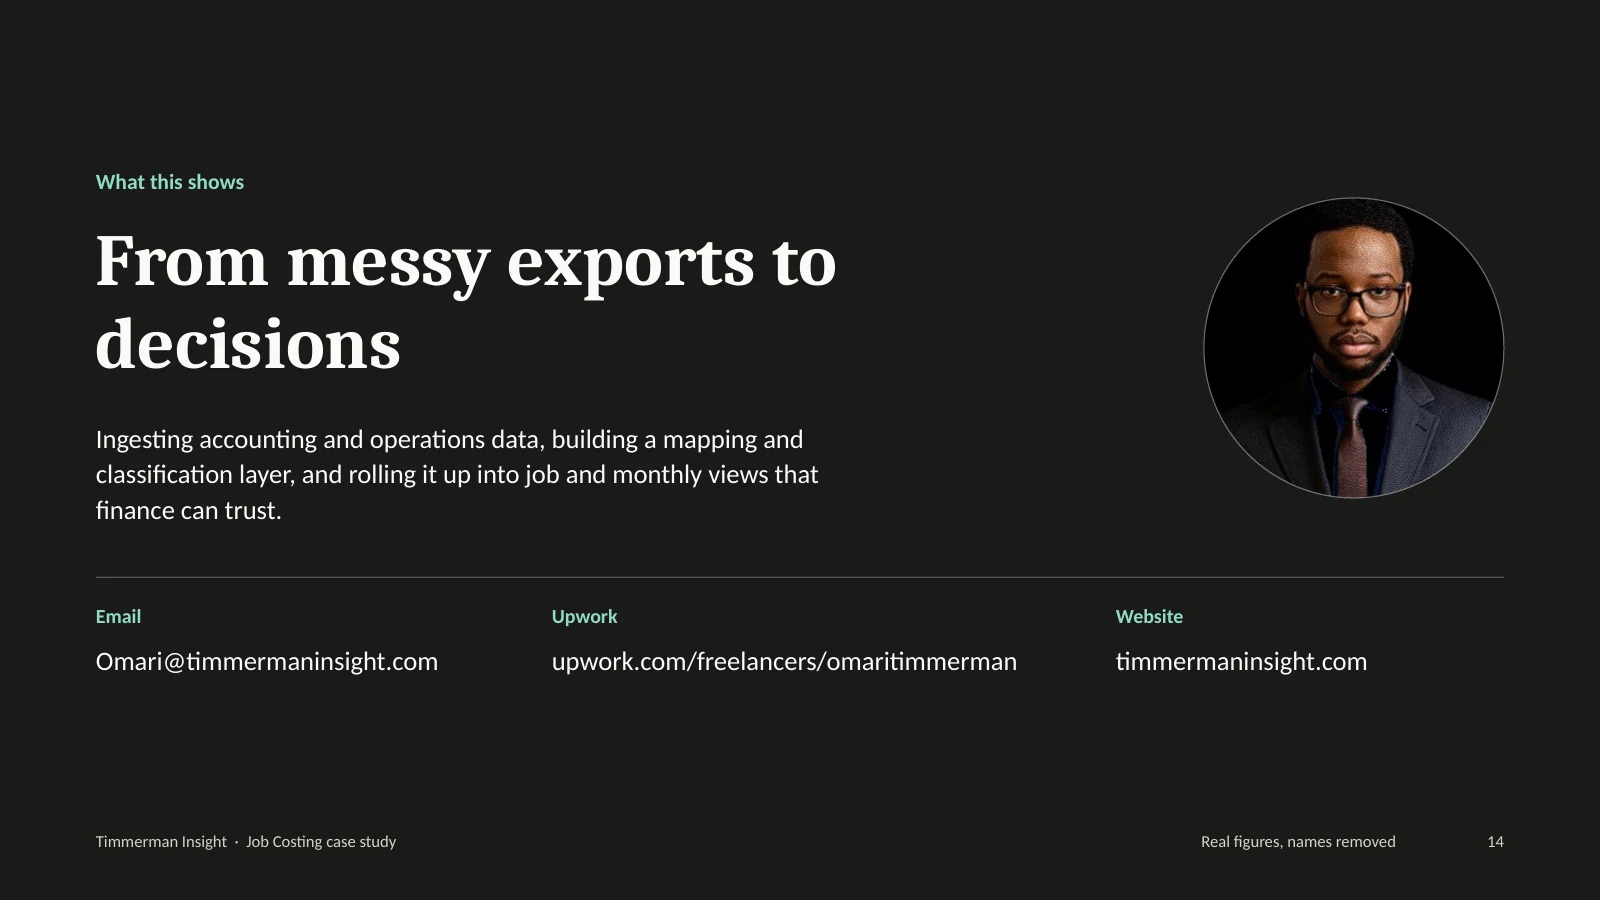 What this shows
From messy exports to
decisions
Ingesting accounting and operations data, building a mapping and
classification layer, and rolling it up into job and monthly views that
finance can trust.
Email
Omari@timmermaninsight.com
Upwork
upwork.com/freelancers/omaritimmerman
Website
timmermaninsight.com
Timmerman Insight · Job Costing case study
Real figures, names removed
14